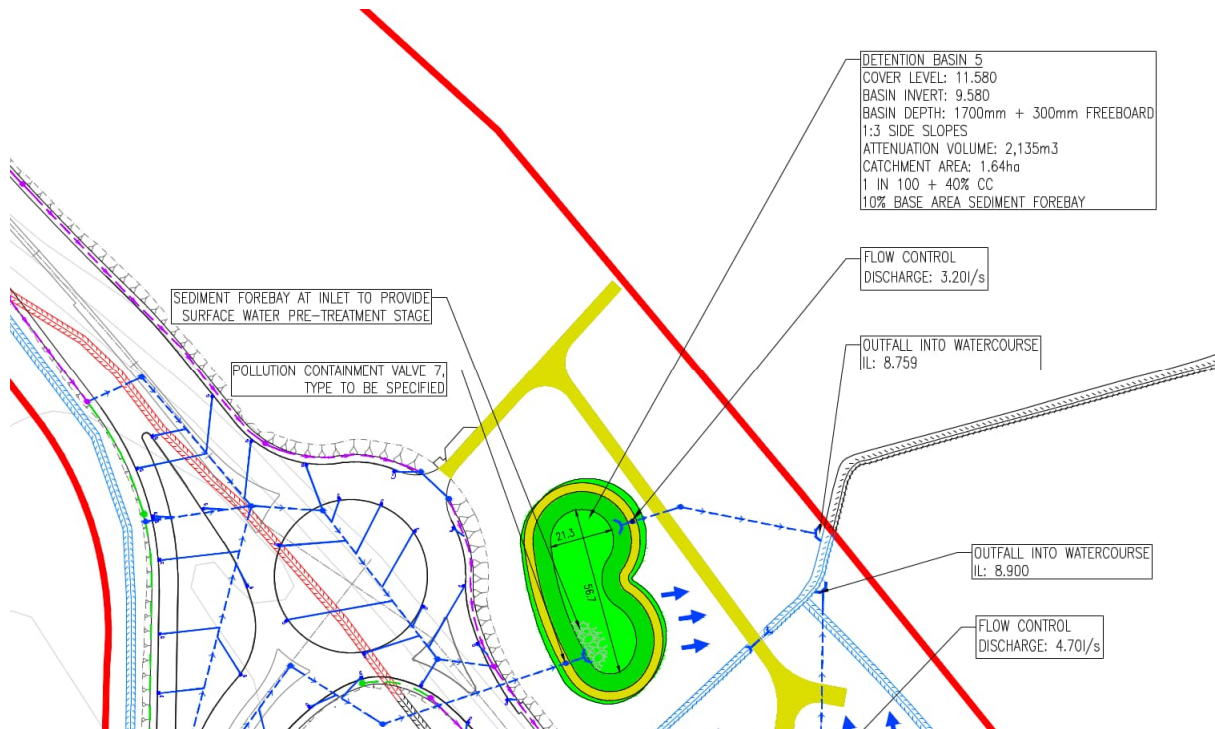 DETENTION BASIN 5
COVER LEVEL: 11.580
BASIN INVERT: 9.580
BASIN DEPTH: 1700mm + 300mm FREEBOARD
1:3 SIDE SLOPES
ATTENUATION VOLUME: 2,135m3
CATCHMENT AREA: 1.64ha
1 IN 100 + 40% CC
10% BASE AREA SEDIMENT FOREBAY
FLOW CONTROL
DISCHARGE: 3.20l/s
SEDIMENT FOREBAY AT INLET TO PROVIDE
SURFACE WATER PRE-TREATMENT STAGE
OUTFALL INTO WATERCOURSE
IL: 8.759
POLLUTION CONTAINMENT VALVE 7,
TYPE TO BE SPECIFIED
21.3
56.7
OUTFALL INTO WATERCOURSE
IL: 8.900
FLOW CONTROL
DISCHARGE: 4.70l/s